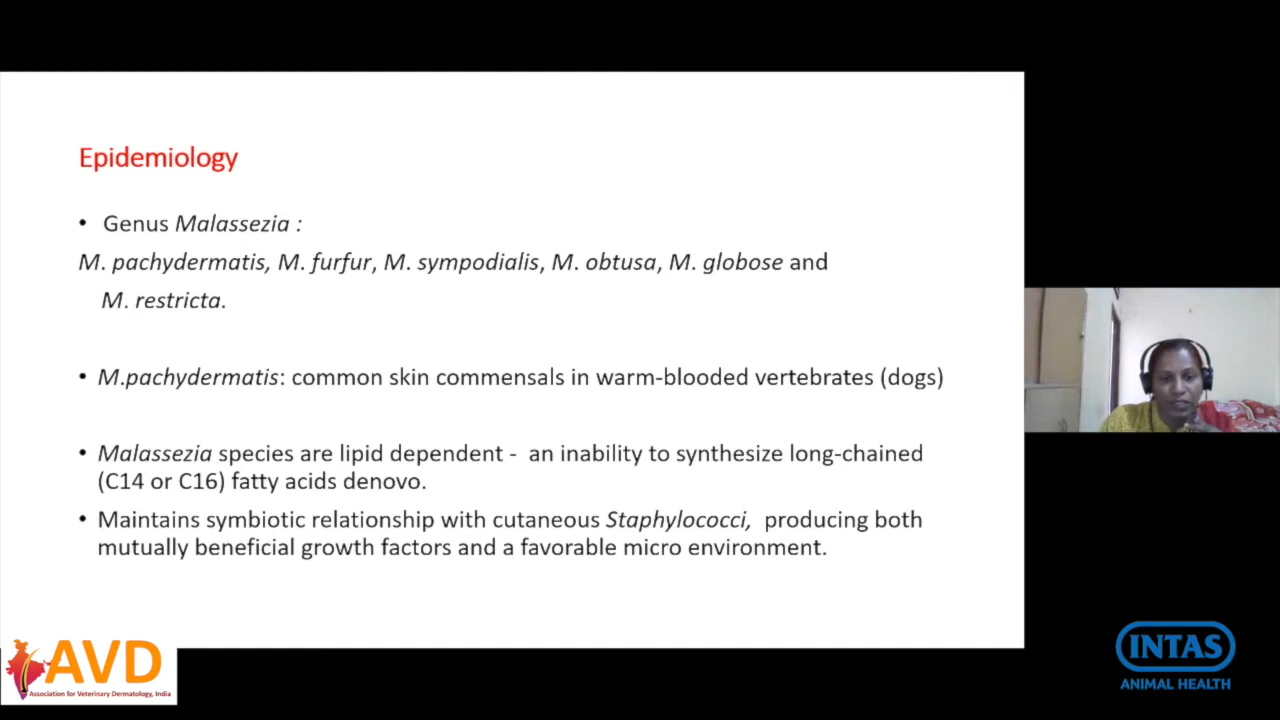 Epidemiology
• Genus Malassezia :
M. pachydermatis, M. furfur, M. sympodialis, M. obtusa, M. globose and
M. restricta.
• M.pachydermatis: common skin commensals in warm-blooded vertebrates (dogs)
• Malassezia species are lipid dependent - an inability to synthesize long-chained
(C14 or C16) fatty acids denovo.
• Maintains symbiotic relationship with cutaneous Staphylococci, producing both
mutually beneficial growth factors and a favorable micro environment.
AVD
Association for Veterinary Dermatology, India
INTAS
ANIMAL HEALTH